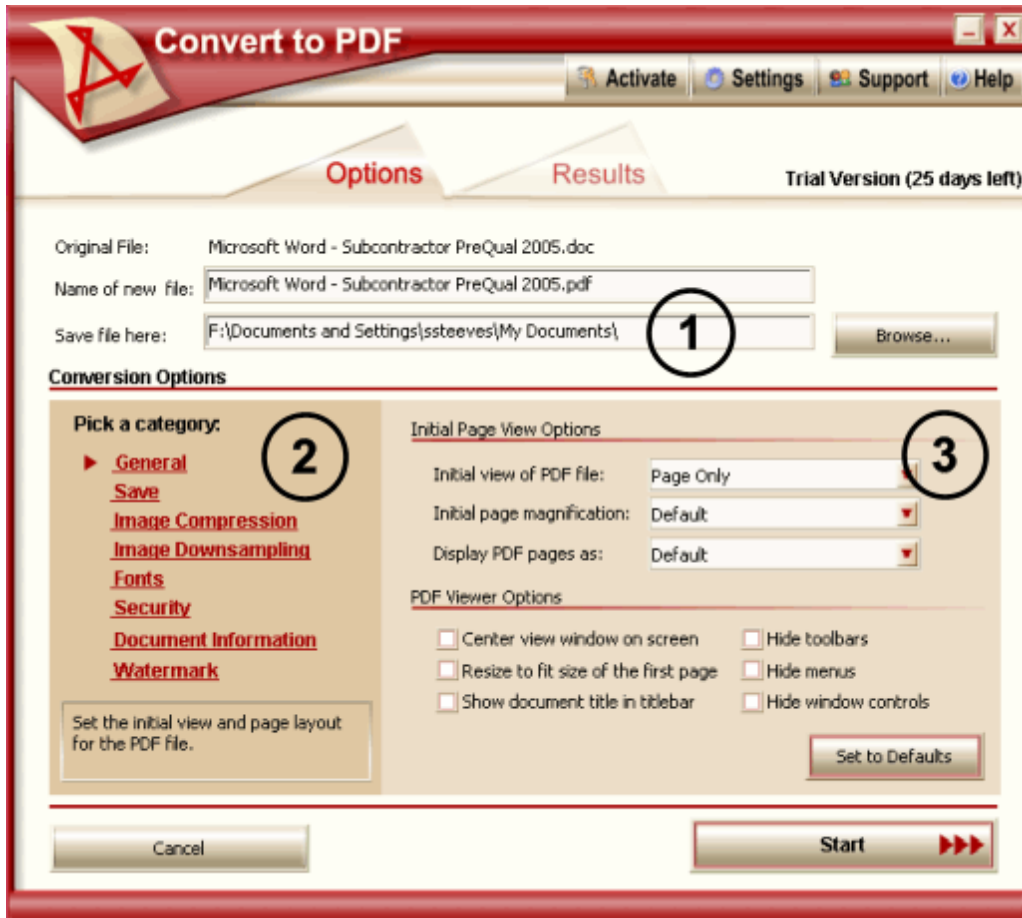 Convert to PDF
Activate Settings Support Help
Options Results Trial Version (25 days left)
Original File: Microsoft Word - Subcontractor PreQual 2005.doc
Name of new file: Microsoft Word - Subcontractor PreQual 2005.pdf
Save file here: F:\Documents and Settings\ssteeves\My Documents\ 1 Browse...
Conversion Options
Pick a category: 2
General
Save
Image Compression
Image Downsampling
Fonts
Security
Document Information
Watermark
Set the initial view and page layout
for the PDF file.
Initial Page View Options 3
Initial view of PDF file: Page Only
Initial page magnification: Default
Display PDF pages as: Default
PDF Viewer Options
Center view window on screen Hide toolbars
Resize to fit size of the first page Hide menus
Show document title in titlebar Hide window controls
Set to Defaults
Cancel Start